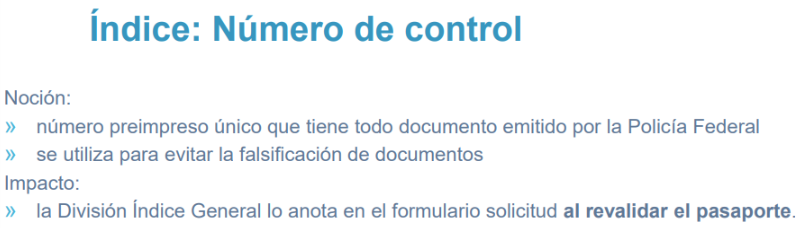 Índice: Número de control
Noción:
» número preimpreso único que tiene todo documento emitido por la Policía Federal
» se utiliza para evitar la falsificación de documentos
Impacto:
» la División Índice General lo anota en el formulario solicitud al revalidar el pasaporte.